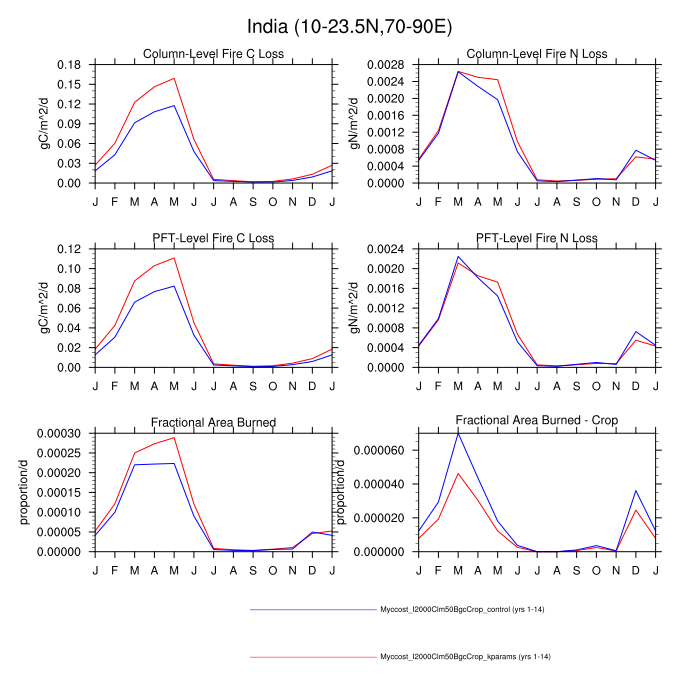 India (10-23.5N,70-90E)
Column-Level Fire C Loss
gC/m^2/d
0.18
0.15
0.12
0.09
0.06
0.03
0.00
J F M A M J J A S O N D J
Column-Level Fire N Loss
gN/m^2/d
0.0028
0.0024
0.0020
0.0016
0.0012
0.0008
0.0004
0.0000
J F M A M J J A S O N D J
PFT-Level Fire C Loss
gC/m^2/d
0.12
0.10
0.08
0.06
0.04
0.02
0.00
J F M A M J J A S O N D J
PFT-Level Fire N Loss
gN/m^2/d
0.0024
0.0020
0.0016
0.0012
0.0008
0.0004
0.0000
J F M A M J J A S O N D J
Fractional Area Burned
proportion/d
0.00030
0.00025
0.00020
0.00015
0.00010
0.00005
0.00000
J F M A M J J A S O N D J
Fractional Area Burned - Crop
proportion/d
0.000060
0.000040
0.000020
0.000000
J F M A M J J A S O N D J
Myccost_I2000Clm50BgcCrop_control (yrs 1-14)
Myccost_I2000Clm50BgcCrop_kparams (yrs 1-14)